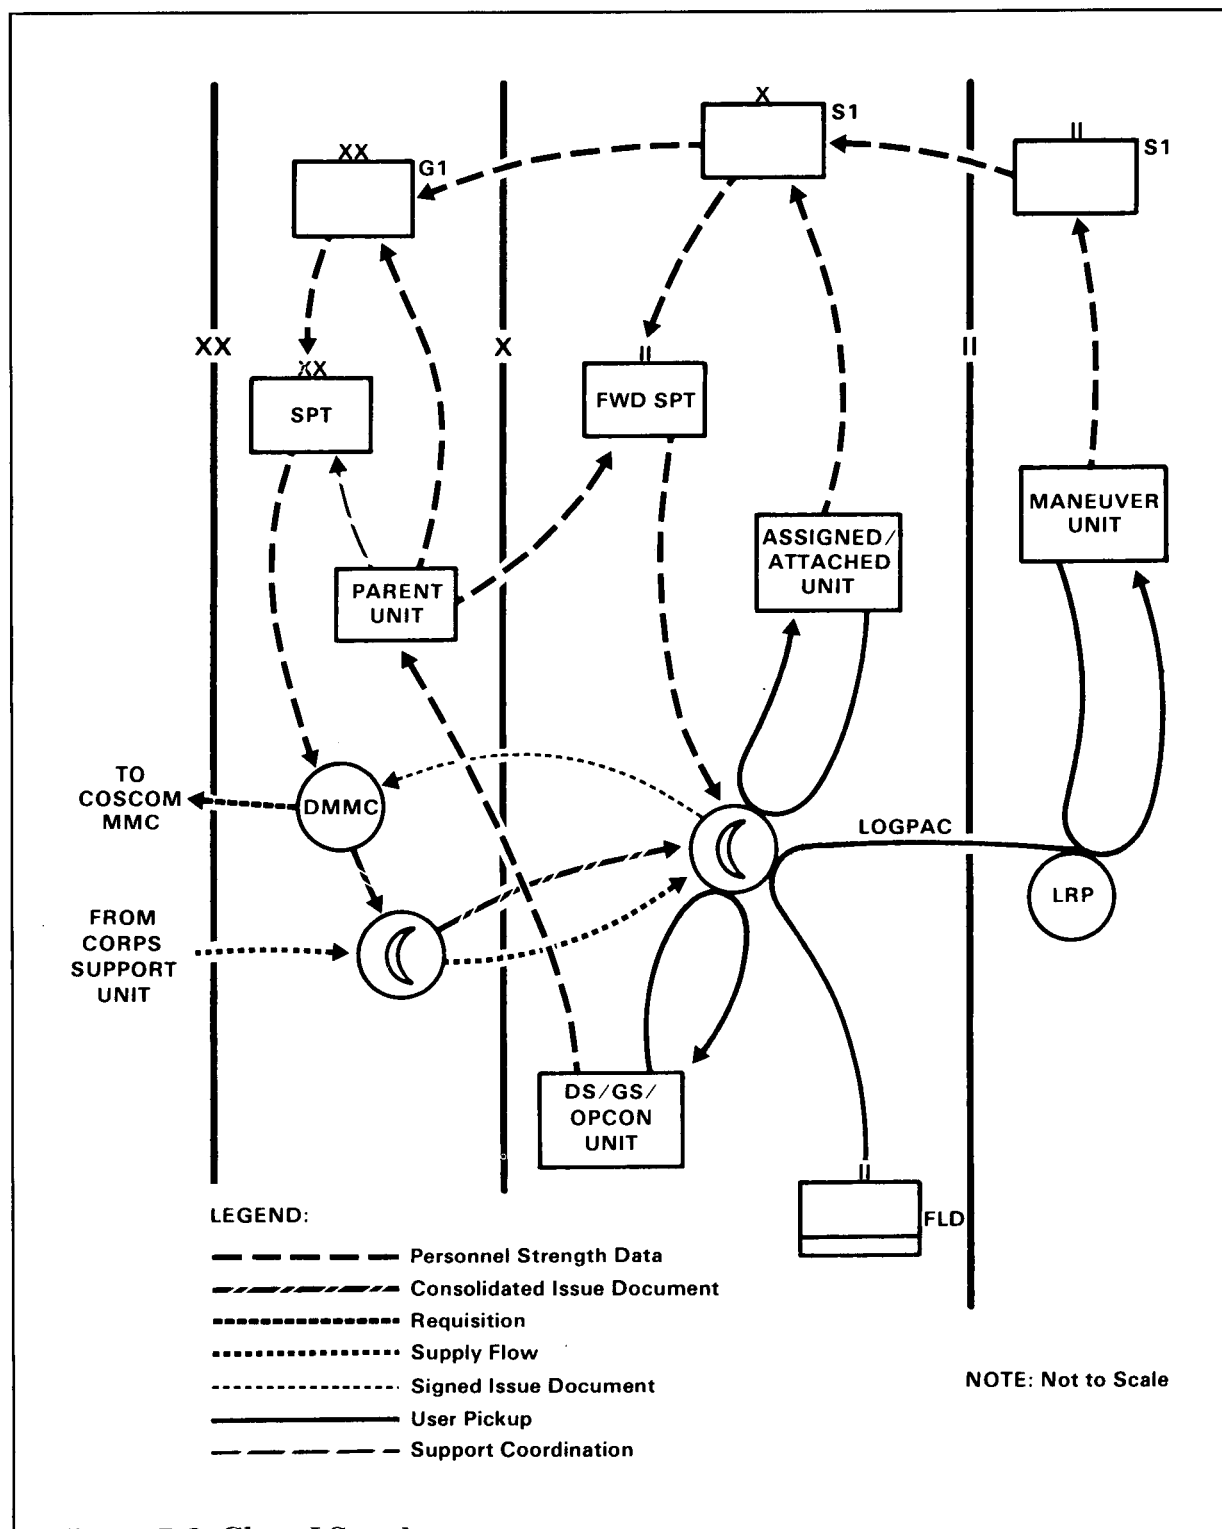 X
S1
II
S1
XX
G1
XX
X
II
XX
SPT
II
FWD SPT
MANEUVER
UNIT
ASSIGNED/
ATTACHED
UNIT
PARENT
UNIT
TO
COSCOM
MMC
DMMC
LOGPAC
LRP
FROM
CORPS
SUPPORT
UNIT
DS/GS/
OPCON
UNIT
II
FLD
LEGEND:
Personnel Strength Data
Consolidated Issue Document
Requisition
Supply Flow
Signed Issue Document
User Pickup
Support Coordination
NOTE: Not to Scale